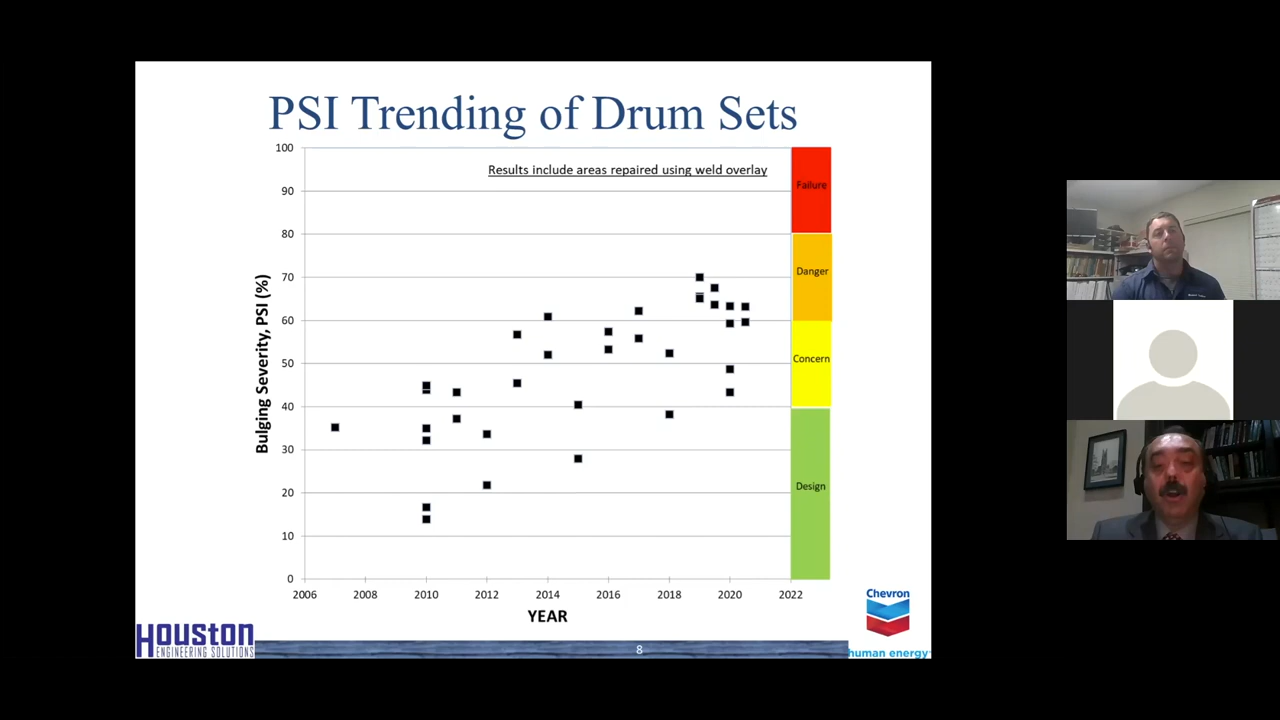 PSI Trending of Drum Sets
Results include areas repaired using weld overlay
Bulging Severity, PSI (%)
100
90
80
70
60
50
40
30
20
10
0
Failure
Danger
Concern
Design
2006 2008 2010 2012 2014 2016 2018 2020 2022
YEAR
HOUSTON
ENGINEERING SOLUTIONS
8
Chevron
human energy